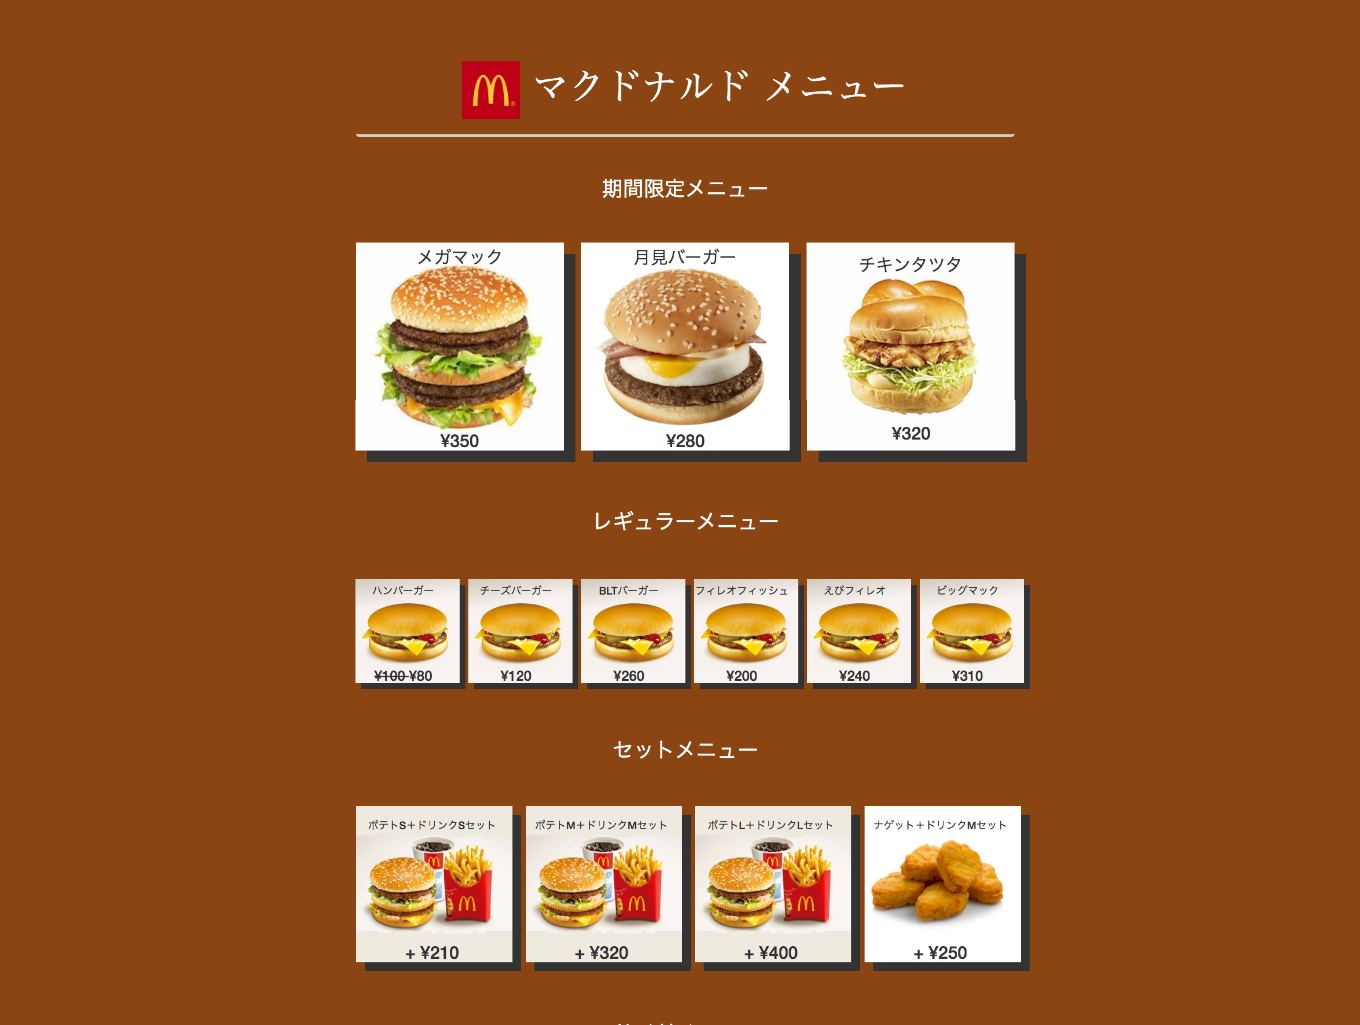 マクドナルド メニュー
期間限定メニュー
メガマック
月見バーガー
チキンタツタ
¥350
¥280
¥320
レギュラーメニュー
ハンバーガー
チーズバーガー
BLTバーガー
フィレオフィッシュ
えびフィレオ
ビッグマック
¥100 ¥80
¥120
¥260
¥200
¥240
¥310
セットメニュー
ポテトS＋ドリンクSセット
ポテトM＋ドリンクMセット
ポテトL＋ドリンクLセット
ナゲット＋ドリンクMセット
+ ¥210
+ ¥320
+ ¥400
+ ¥250